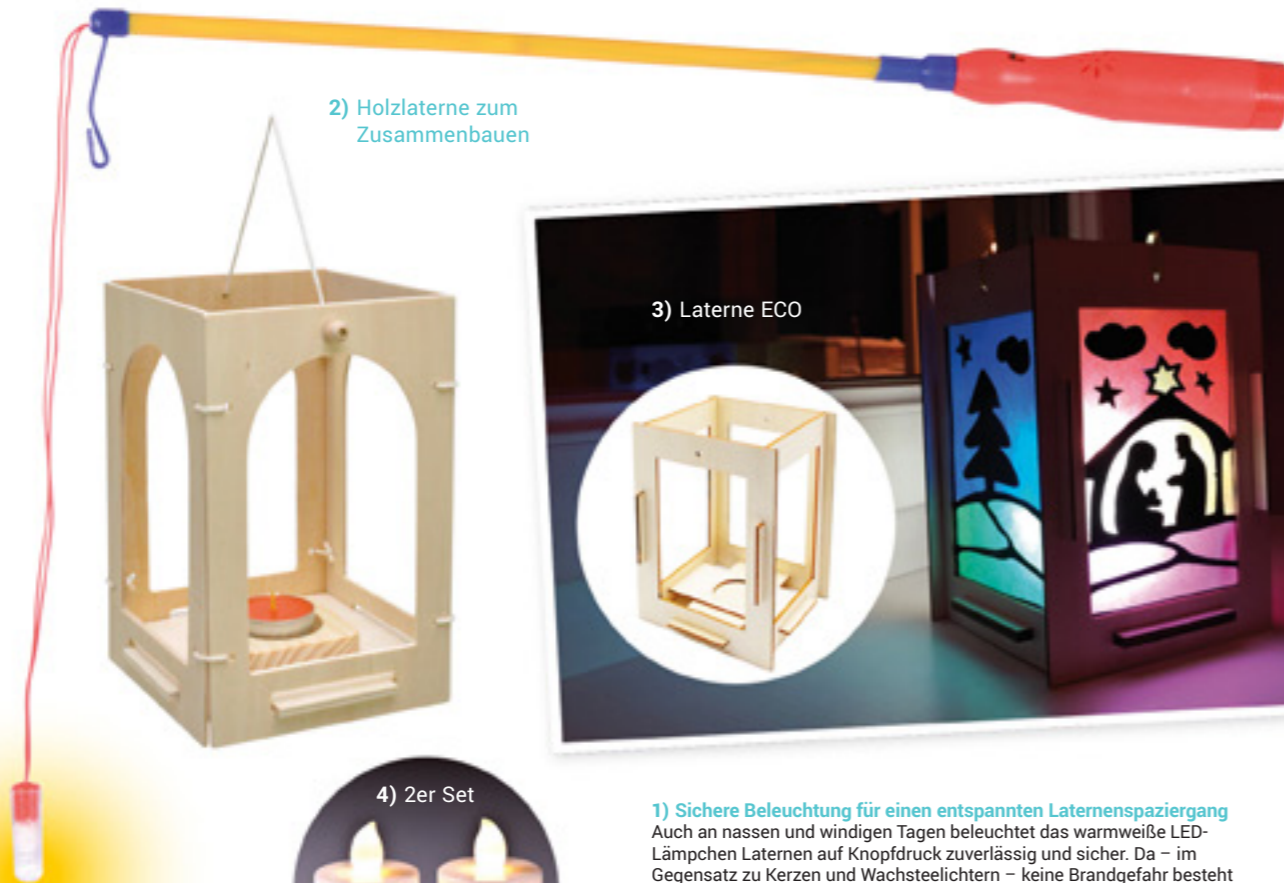 2) Holzlaterne zum
Zusammenbauen
3) Laterne ECO
4) 2er Set
1) Sichere Beleuchtung für einen entspannten Laternenspaziergang
Auch an nassen und windigen Tagen beleuchtet das warmweiße LED-
Lämpchen Laternen auf Knopfdruck zuverlässig und sicher. Da – im
Gegensatz zu Kerzen und Wachsteelichtern – keine Brandgefahr besteht